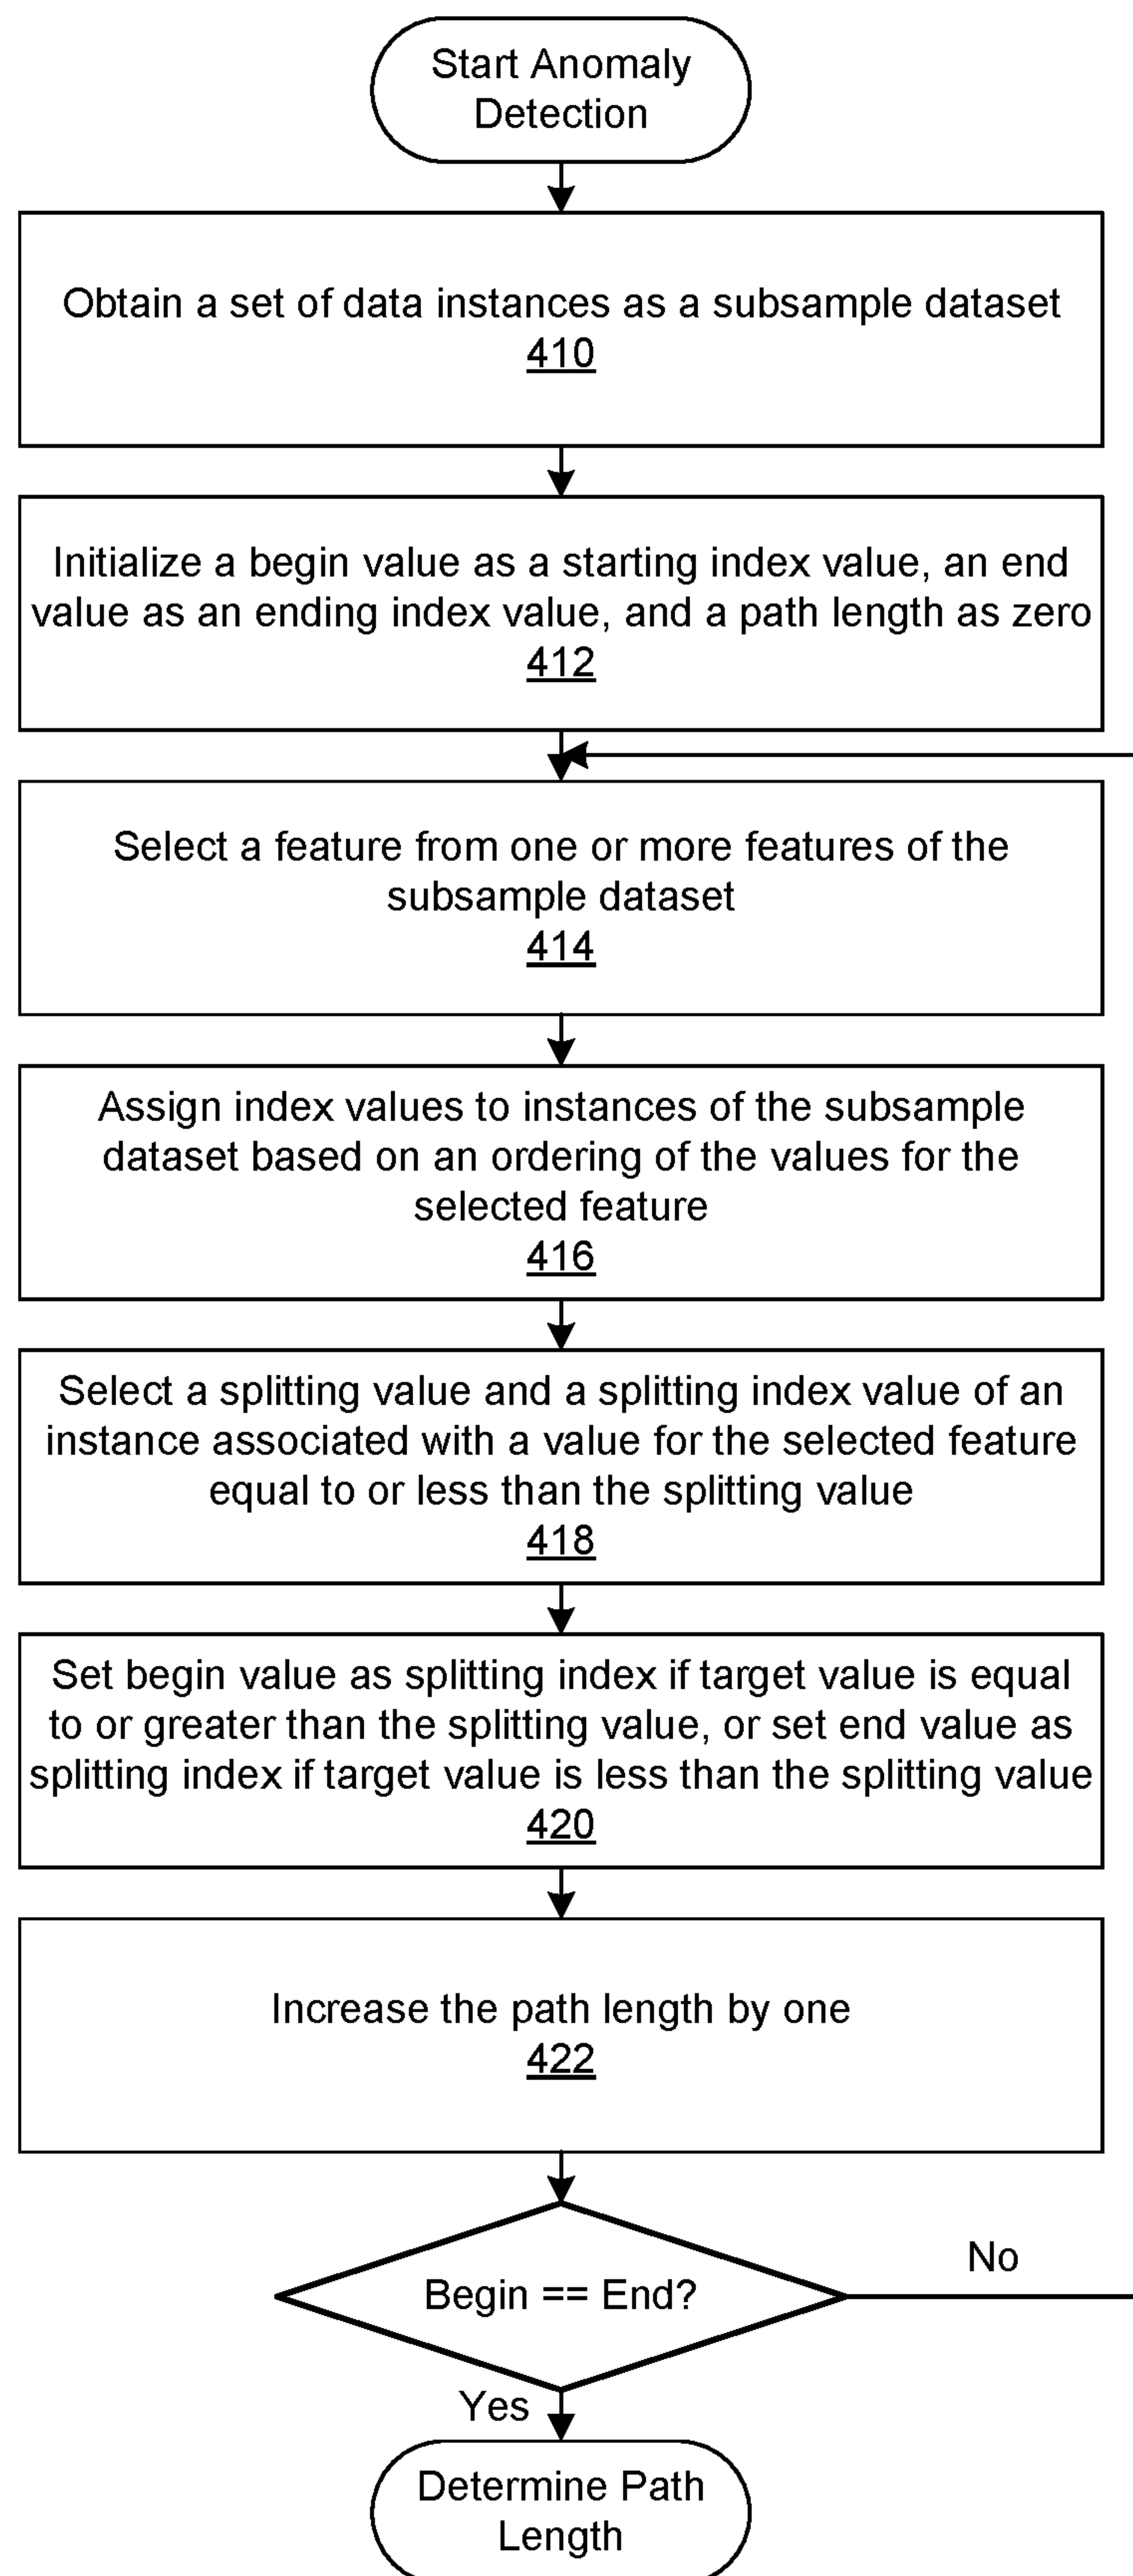 Start Anomaly
Detection
Obtain a set of data instances as a subsample dataset
410
Initialize a begin value as a starting index value, an end
value as an ending index value, and a path length as zero
412
Select a feature from one or more features of the
subsample dataset
414
Assign index values to instances of the subsample
dataset based on an ordering of the values for the
selected feature
416
Select a splitting value and a splitting index value of an
instance associated with a value for the selected feature
equal to or less than the splitting value
418
Set begin value as splitting index if target value is equal
to or greater than the splitting value, or set end value as
splitting index if target value is less than the splitting value
420
Increase the path length by one
422
Begin == End?
No
Yes
Determine Path
Length